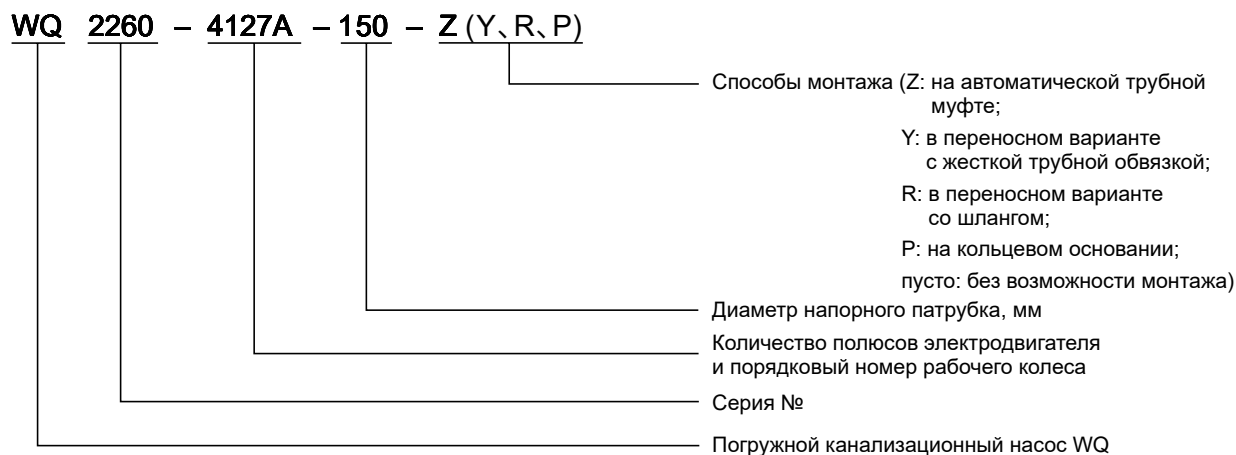 WQ 2260 – 4127A – 150 – Z (Y、R、P)
Способы монтажа (Z: на автоматической трубной
муфте;
Y: в переносном варианте
с жесткой трубной обвязкой;
R: в переносном варианте
со шлангом;
P: на кольцевом основании;
пусто: без возможности монтажа)
Диаметр напорного патрубка, мм
Количество полюсов электродвигателя
и порядковый номер рабочего колеса
Серия №
Погружной канализационный насос WQ